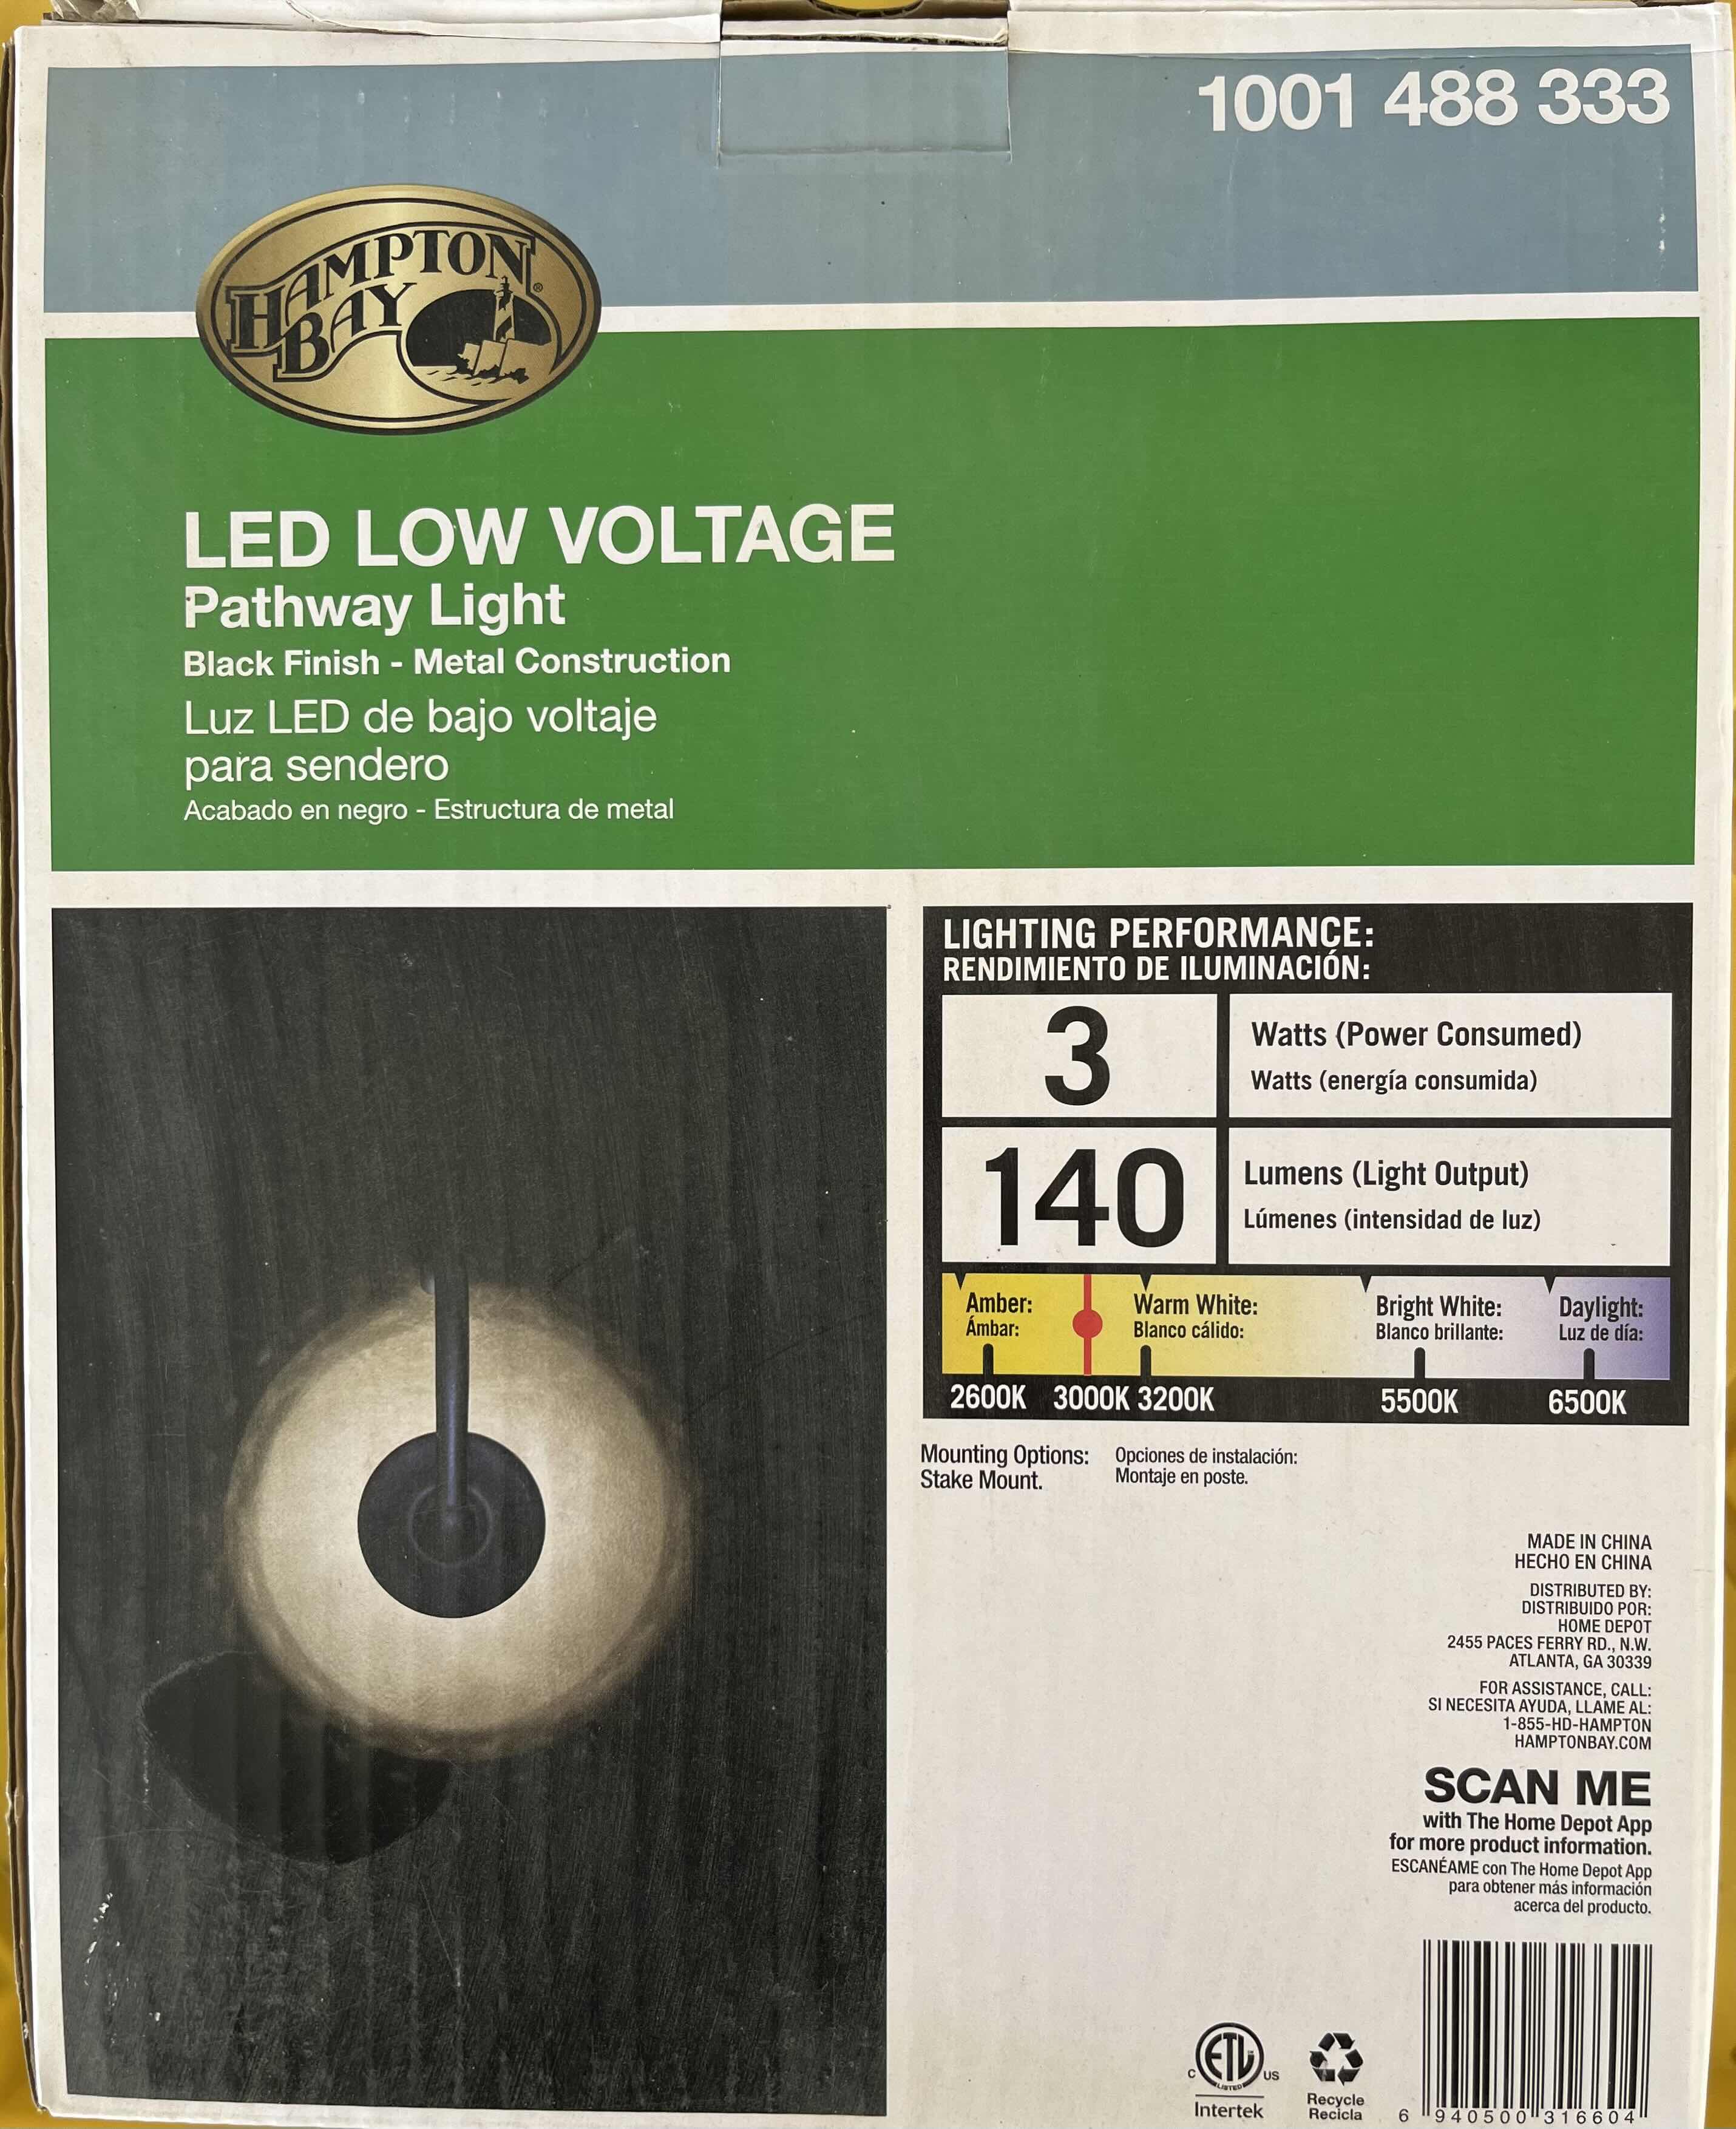 1001 488 333
HAMPTON
BAY
®
LED LOW VOLTAGE
Pathway Light
Black Finish - Metal Construction
Luz LED de bajo voltaje
para sendero
Acabado en negro - Estructura de metal
LIGHTING PERFORMANCE:
RENDIMIENTO DE ILUMINACIÓN:
3
Watts (Power Consumed)
Watts (energía consumida)
140
Lumens (Light Output)
Lúmenes (intensidad de luz)
Amber: Warm White: Bright White: Daylight:
Ámbar: Blanco cálido: Blanco brillante: Luz de día:
2600K 3000K 3200K 5500K 6500K
Mounting Options:
Stake Mount.
Opciones de instalación:
Montaje en poste.
MADE IN CHINA
HECHO EN CHINA
DISTRIBUTED BY:
DISTRIBUIDO POR:
HOME DEPOT
2455 PACES FERRY RD., N.W.
ATLANTA, GA 30339
FOR ASSISTANCE, CALL:
SI NECESITA AYUDA, LLAME AL:
1-855-HD-HAMPTON
HAMPTONBAY.COM
SCAN ME
with The Home Depot App
for more product information.
ESCANÉAME con The Home Depot App
para obtener más información
acerca del producto.
C ETL US
LISTED
Intertek
Recycle
Recicla
6 940500 316604